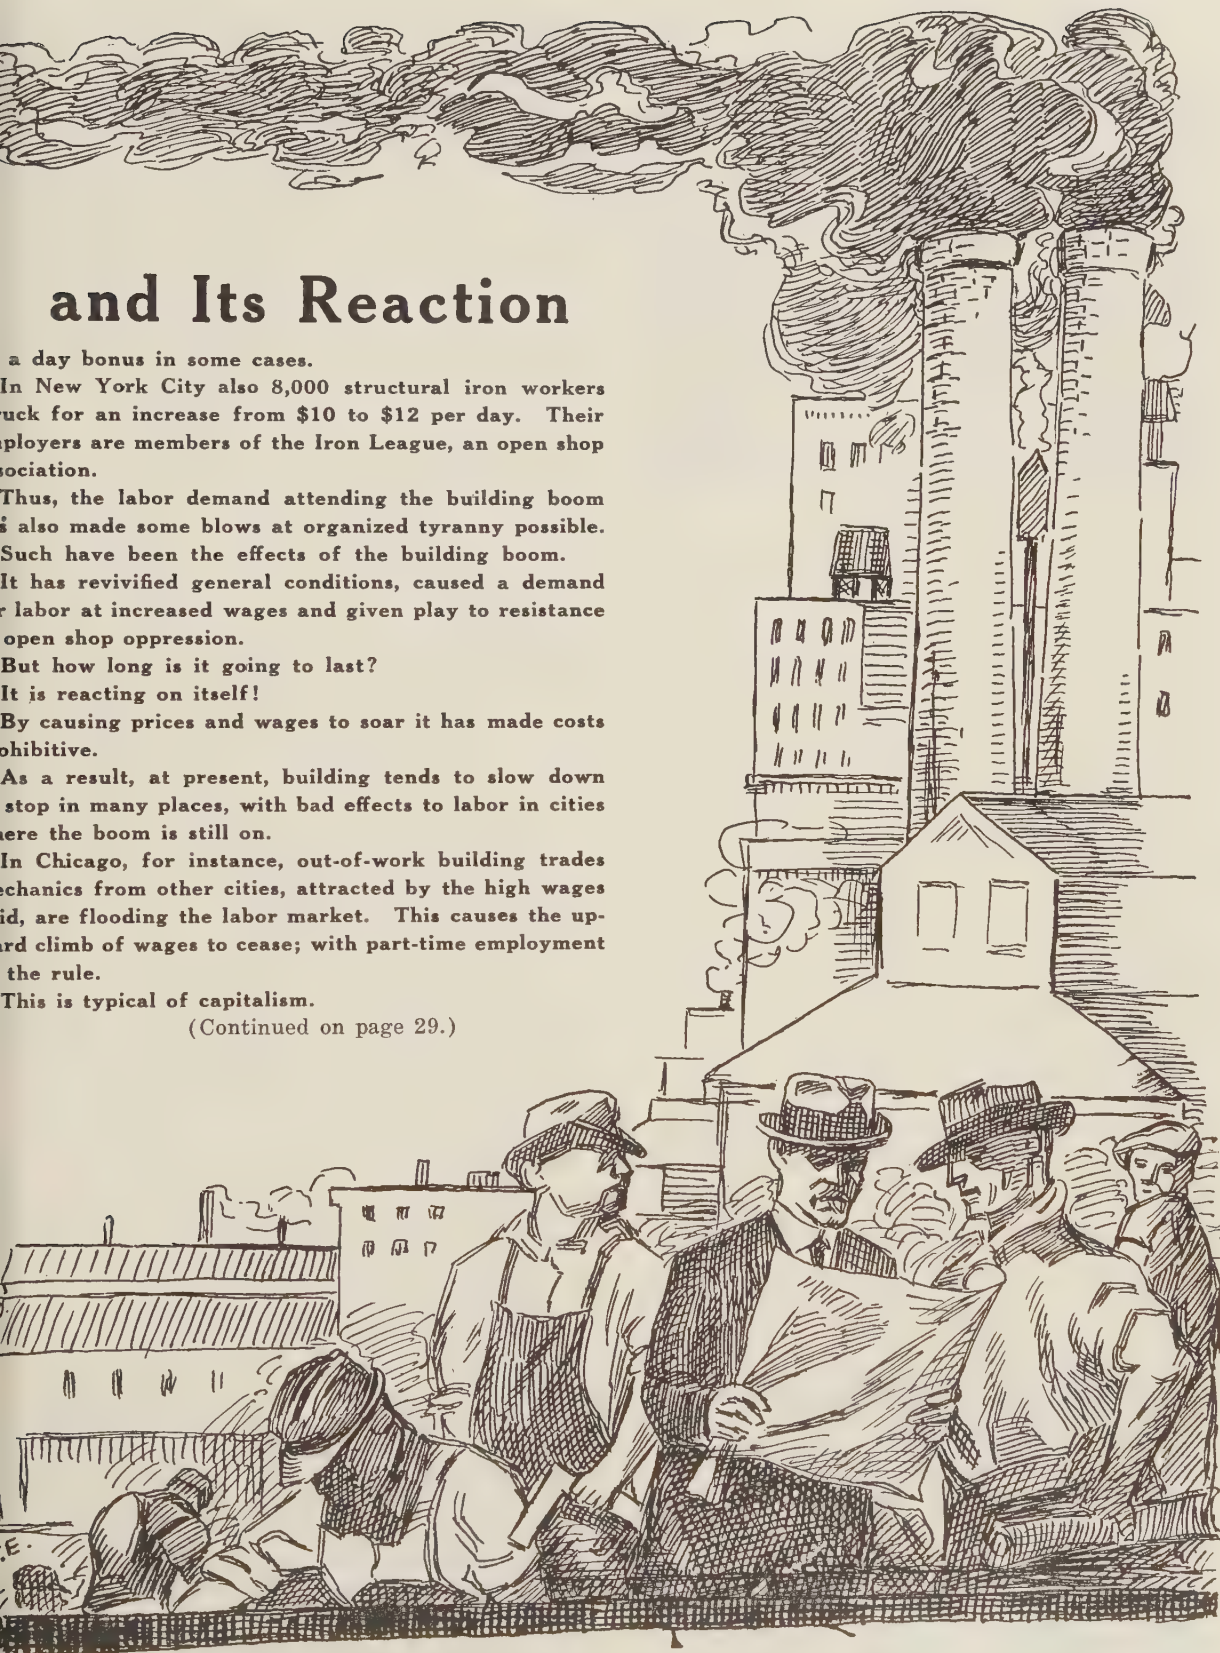 and Its Reaction
a day bonus in some cases.
In New York City also 8,000 structural iron workers
ruck for an increase from $10 to $12 per day. Their
ployers are members of the Iron League, an open shop
sociation.
Thus, the labor demand attending the building boom
s also made some blows at organized tyranny possible.
Such have been the effects of the building boom.
It has revivified general conditions, caused a demand
r labor at increased wages and given play to resistance
open shop oppression.
But how long is it going to last?
It is reacting on itself!
By causing prices and wages to soar it has made costs
ohibitive.
As a result, at present, building tends to slow down
stop in many places, with bad effects to labor in cities
here the boom is still on.
In Chicago, for instance, out-of-work building trades
echanics from other cities, attracted by the high wages
id, are flooding the labor market. This causes the up-
ard climb of wages to cease; with part-time employment
the rule.
This is typical of capitalism.
(Continued on page 29.)
.E.